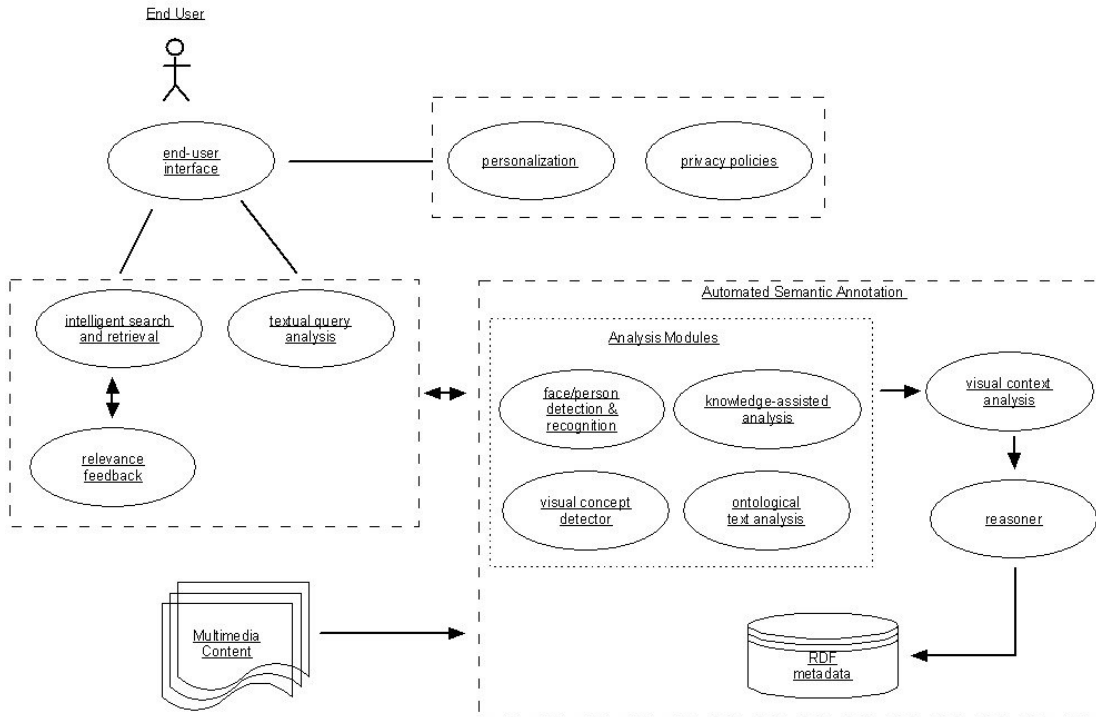 End User
end-user
interface
personalization
privacy policies
intelligent search
and retrieval
textual query
analysis
relevance
feedback
Automated Semantic Annotation
Analysis Modules
face/person
detection &
recognition
knowledge-assisted
analysis
visual concept
detector
ontological
text analysis
visual context
analysis
reasoner
Multimedia
Content
RDF
metadata